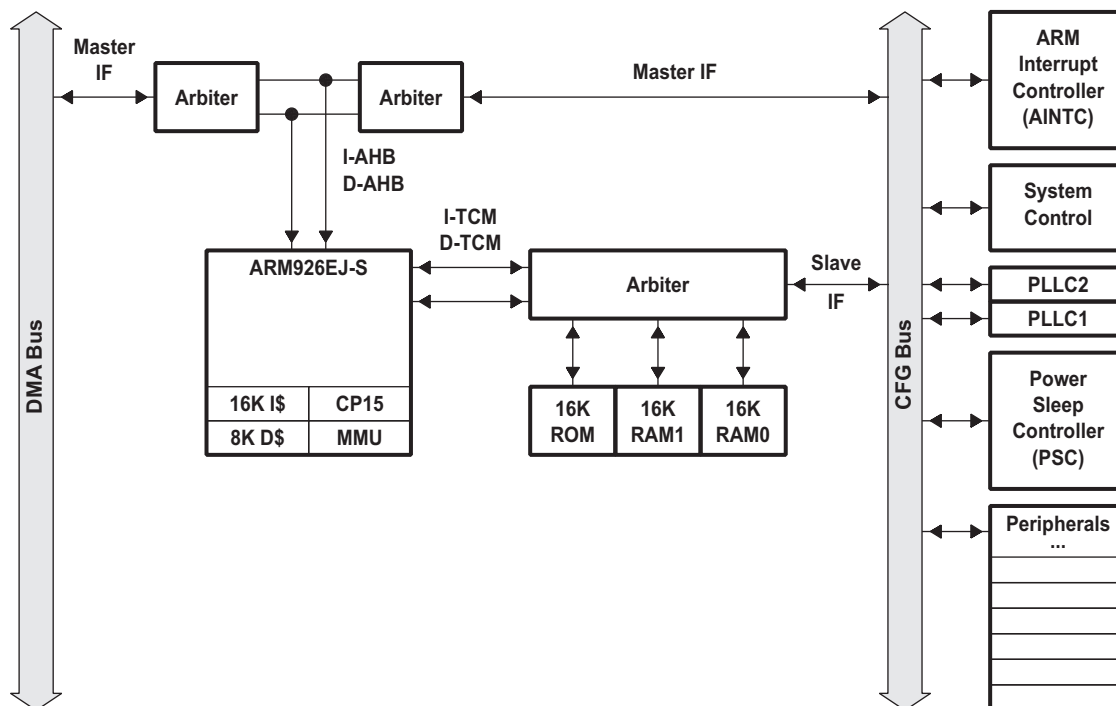 DMA Bus
Master
IF
Arbiter
Arbiter
Master IF
I-AHB
D-AHB
ARM926EJ-S
16K I$
CP15
8K D$
MMU
I-TCM
D-TCM
Arbiter
Slave
IF
16K
ROM
16K
RAM1
16K
RAM0
CFG Bus
ARM
Interrupt
Controller
(AINTC)
System
Control
PLLC2
PLLC1
Power
Sleep
Controller
(PSC)
Peripherals
...